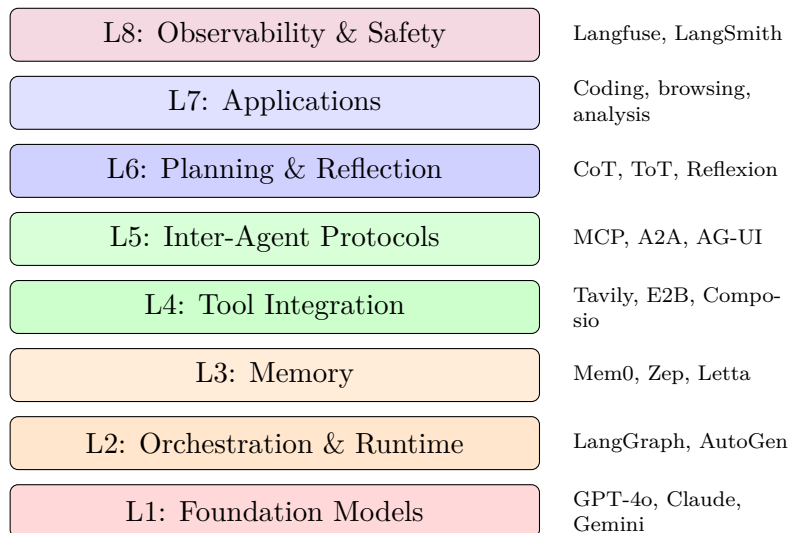 L8: Observability & Safety
Langfuse, LangSmith
L7: Applications
Coding, browsing,
analysis
L6: Planning & Reflection
CoT, ToT, Reflexion
L5: Inter-Agent Protocols
MCP, A2A, AG-UI
L4: Tool Integration
Tavily, E2B, Compo-
sio
L3: Memory
Mem0, Zep, Letta
L2: Orchestration & Runtime
LangGraph, AutoGen
L1: Foundation Models
GPT-4o, Claude,
Gemini